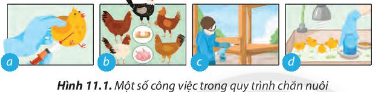 a b c d
Hình 11.1. Một số công việc trong quy trình chăn nuôi